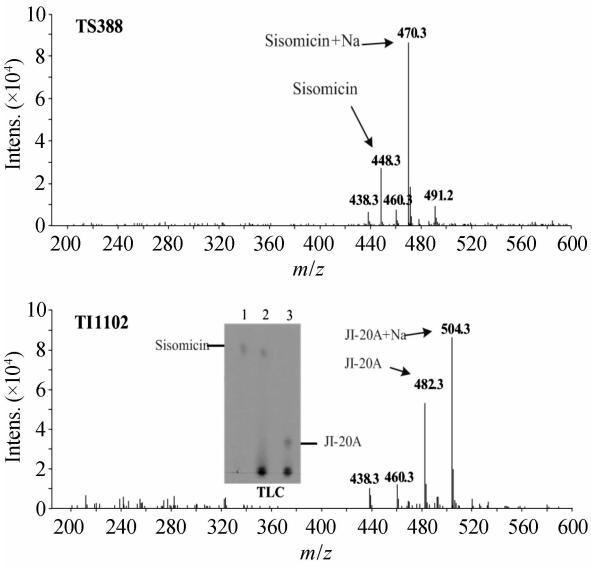 TS388
Intens. (×10⁴)
10
8
6
4
2
0
Sisomicin+Na
470.3
Sisomicin
448.3
438.3
460.3
491.2
200 240 280 320 360 400 440 480 520 560 600
m/z
TI1102
Intens. (×10⁴)
10
8
6
4
2
0
1 2 3
Sisomicin
JI-20A
TLC
JI-20A+Na
504.3
JI-20A
482.3
438.3
460.3
200 240 280 320 360 400 440 480 520 560 600
m/z